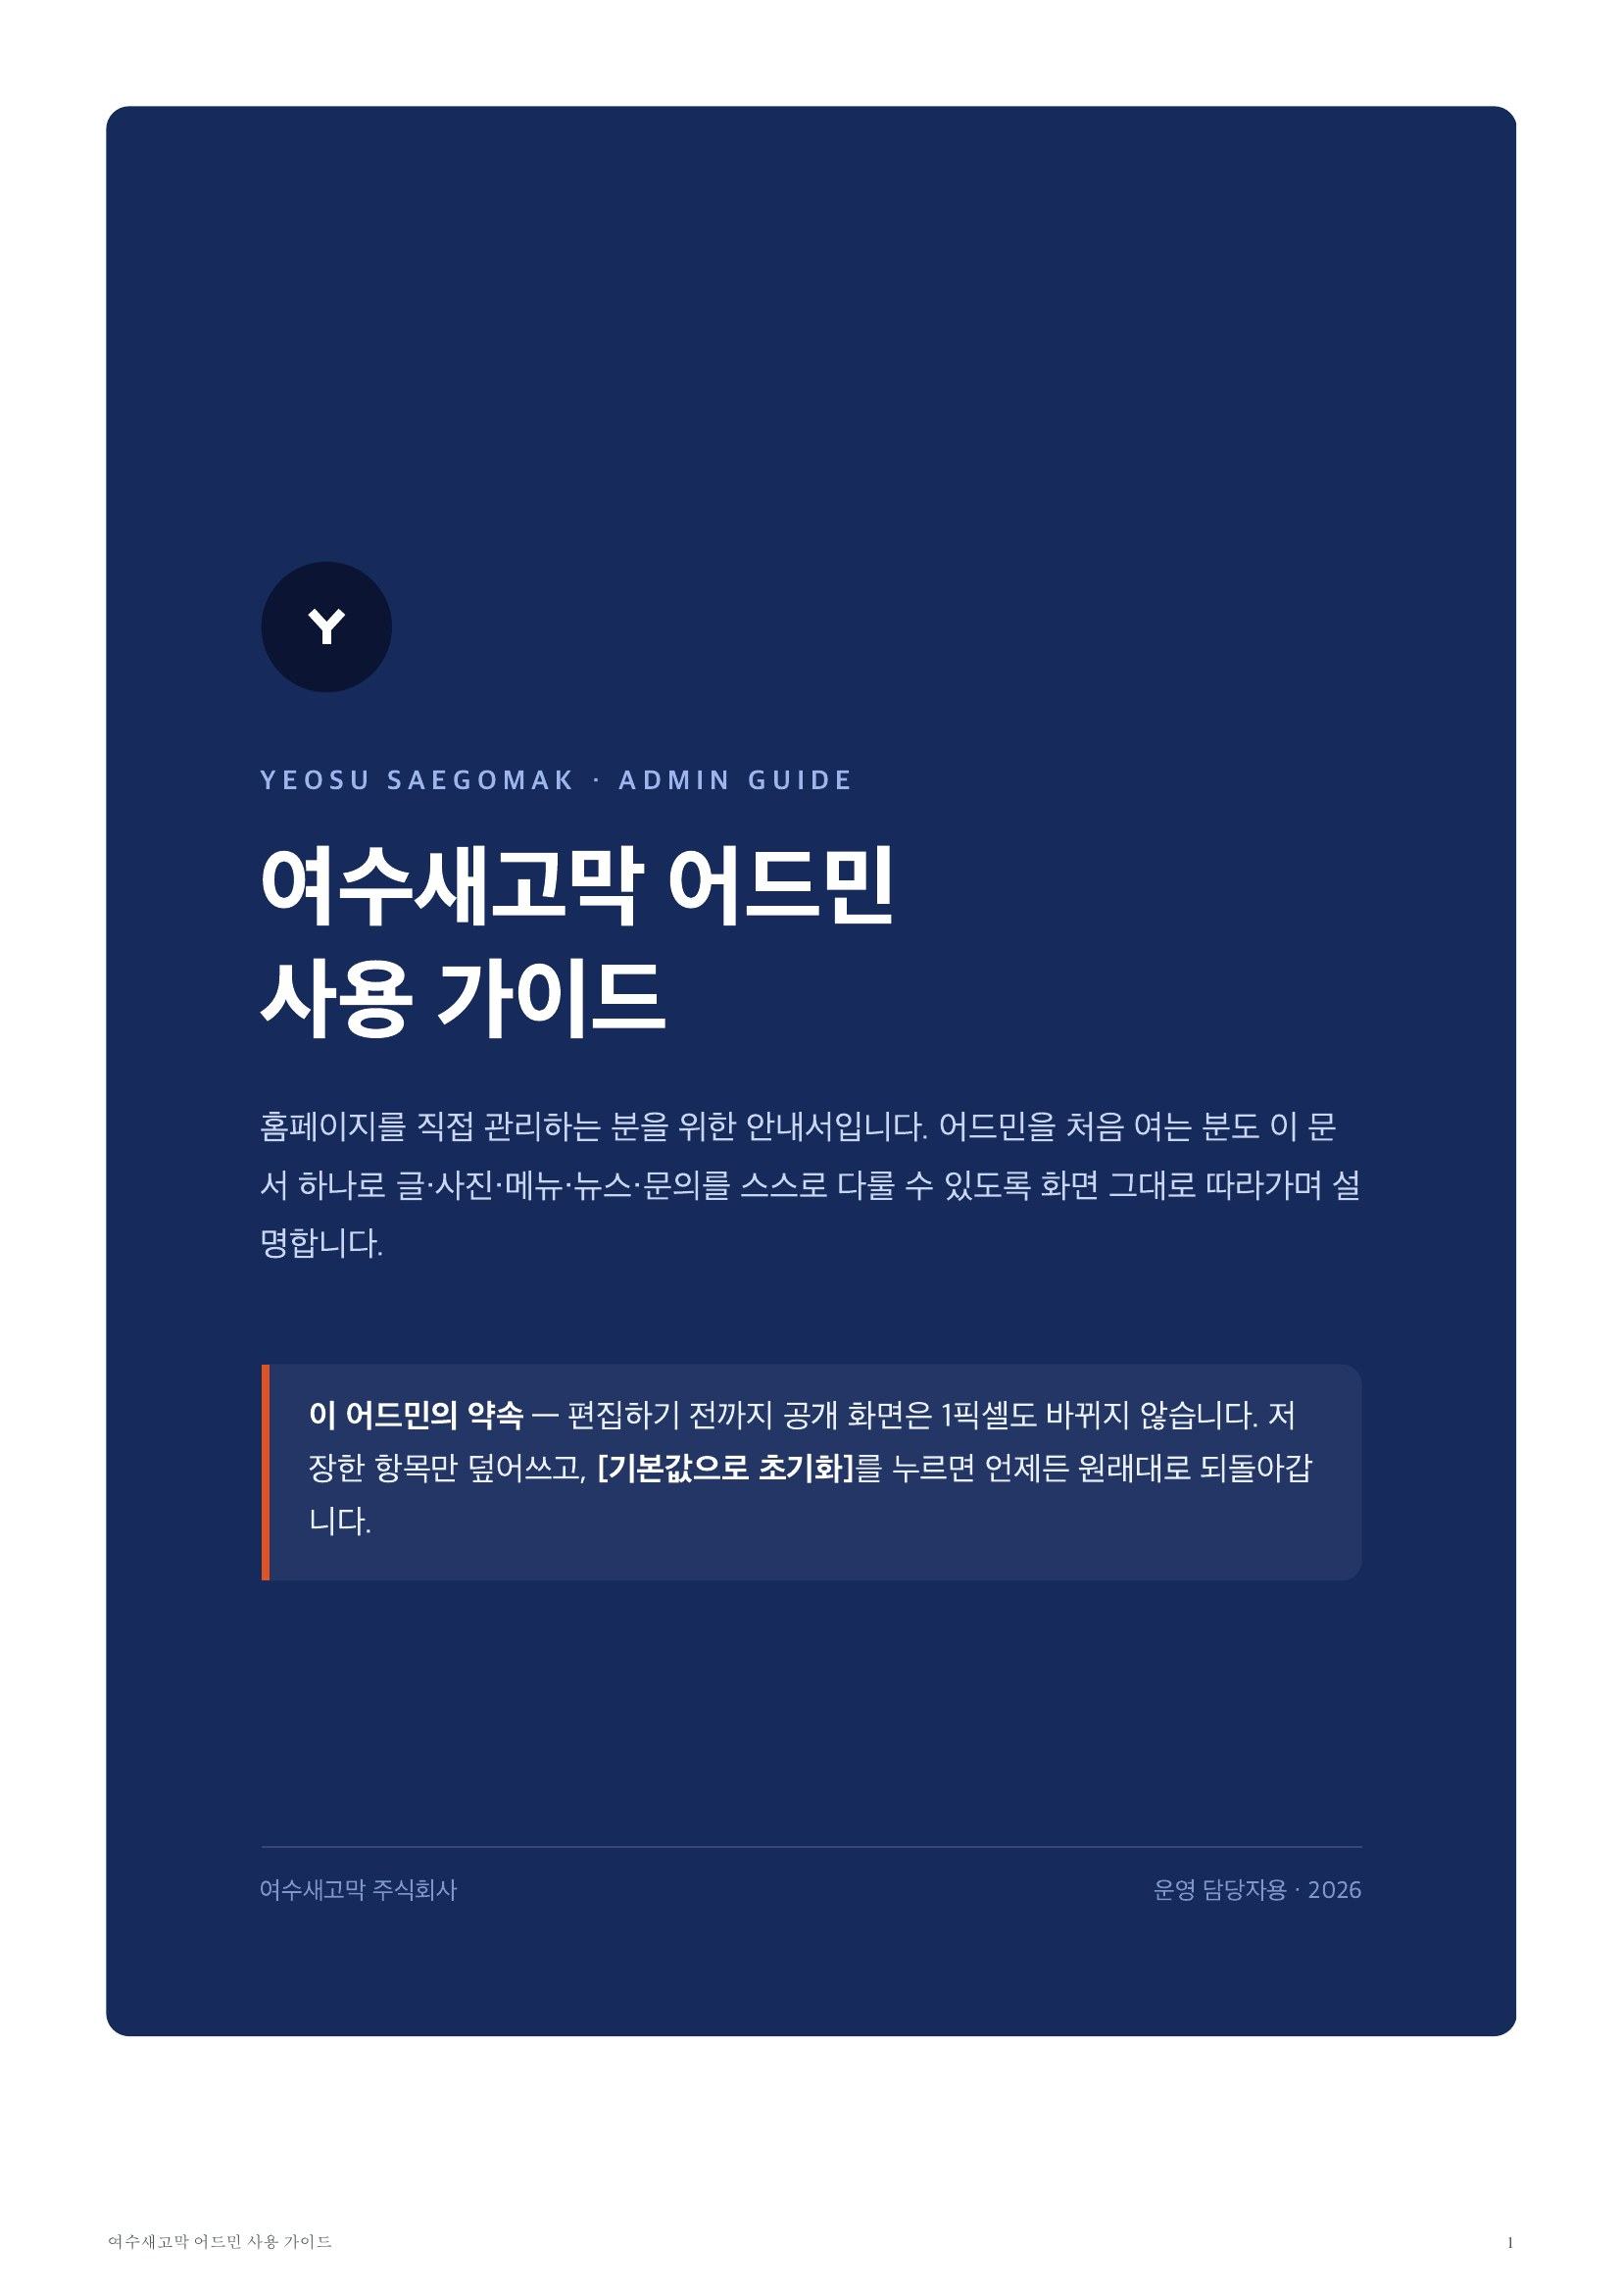 Y
YEOSU SAEGOMAK · ADMIN GUIDE
여수새고막 어드민
사용 가이드
홈페이지를 직접 관리하는 분을 위한 안내서입니다. 어드민을 처음 여는 분도 이 문
서 하나로 글·사진·메뉴·뉴스·문의를 스스로 다룰 수 있도록 화면 그대로 따라가며 설
명합니다.
이 어드민의 약속 — 편집하기 전까지 공개 화면은 1픽셀도 바뀌지 않습니다. 저
장한 항목만 덮어쓰고, [기본값으로 초기화]를 누르면 언제든 원래대로 되돌아갑
니다.
여수새고막 주식회사
운영 담당자용 · 2026
여수새고막 어드민 사용 가이드
1